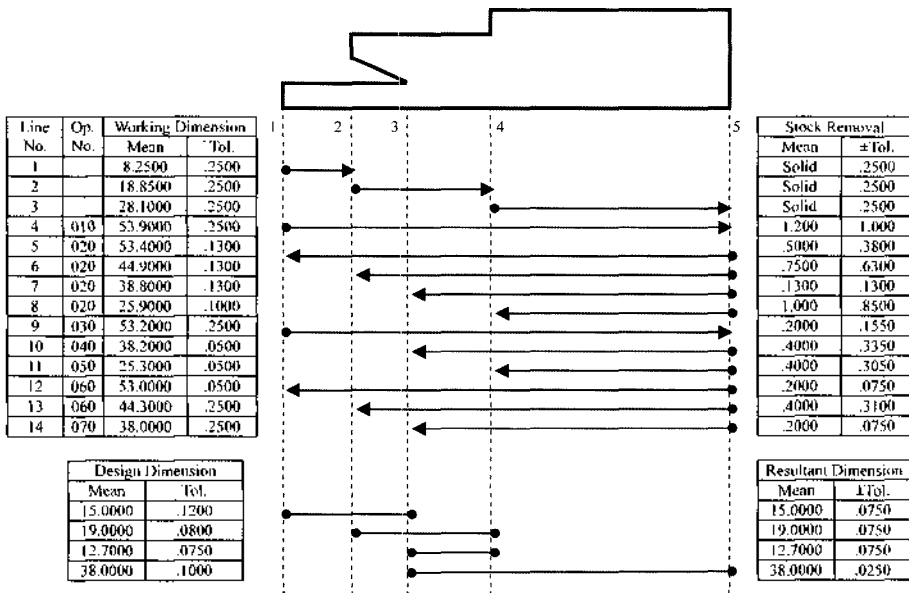 1 2 3 4 5
Line No. Op. No. Working Dimension
Mean Tol.
1 8.2500 .2500
2 18.8500 .2500
3 28.1000 .2500
4 010 53.9000 .2500
5 020 53.4000 .1300
6 020 44.9000 .1300
7 020 38.8000 .1300
8 020 25.9000 .1000
9 030 53.2000 .2500
10 040 38.2000 .0500
11 050 25.3000 .0500
12 060 53.0000 .0500
13 060 44.3000 .2500
14 070 38.0000 .2500
Stock Removal
Mean ±Tol.
Solid .2500
Solid .2500
Solid .2500
1.200 1.000
.5000 .3800
.7500 .6300
.1300 .1300
1.000 .8500
.2000 .1550
.4000 .3350
.4000 .3050
.2000 .0750
.4000 .3100
.2000 .0750
Design Dimension
Mean Tol.
15.0000 .1200
19.0000 .0800
12.7000 .0750
38.0000 .1000
Resultant Dimension
Mean ±Tol.
15.0000 .0750
19.0000 .0750
12.7000 .0750
38.0000 .0250